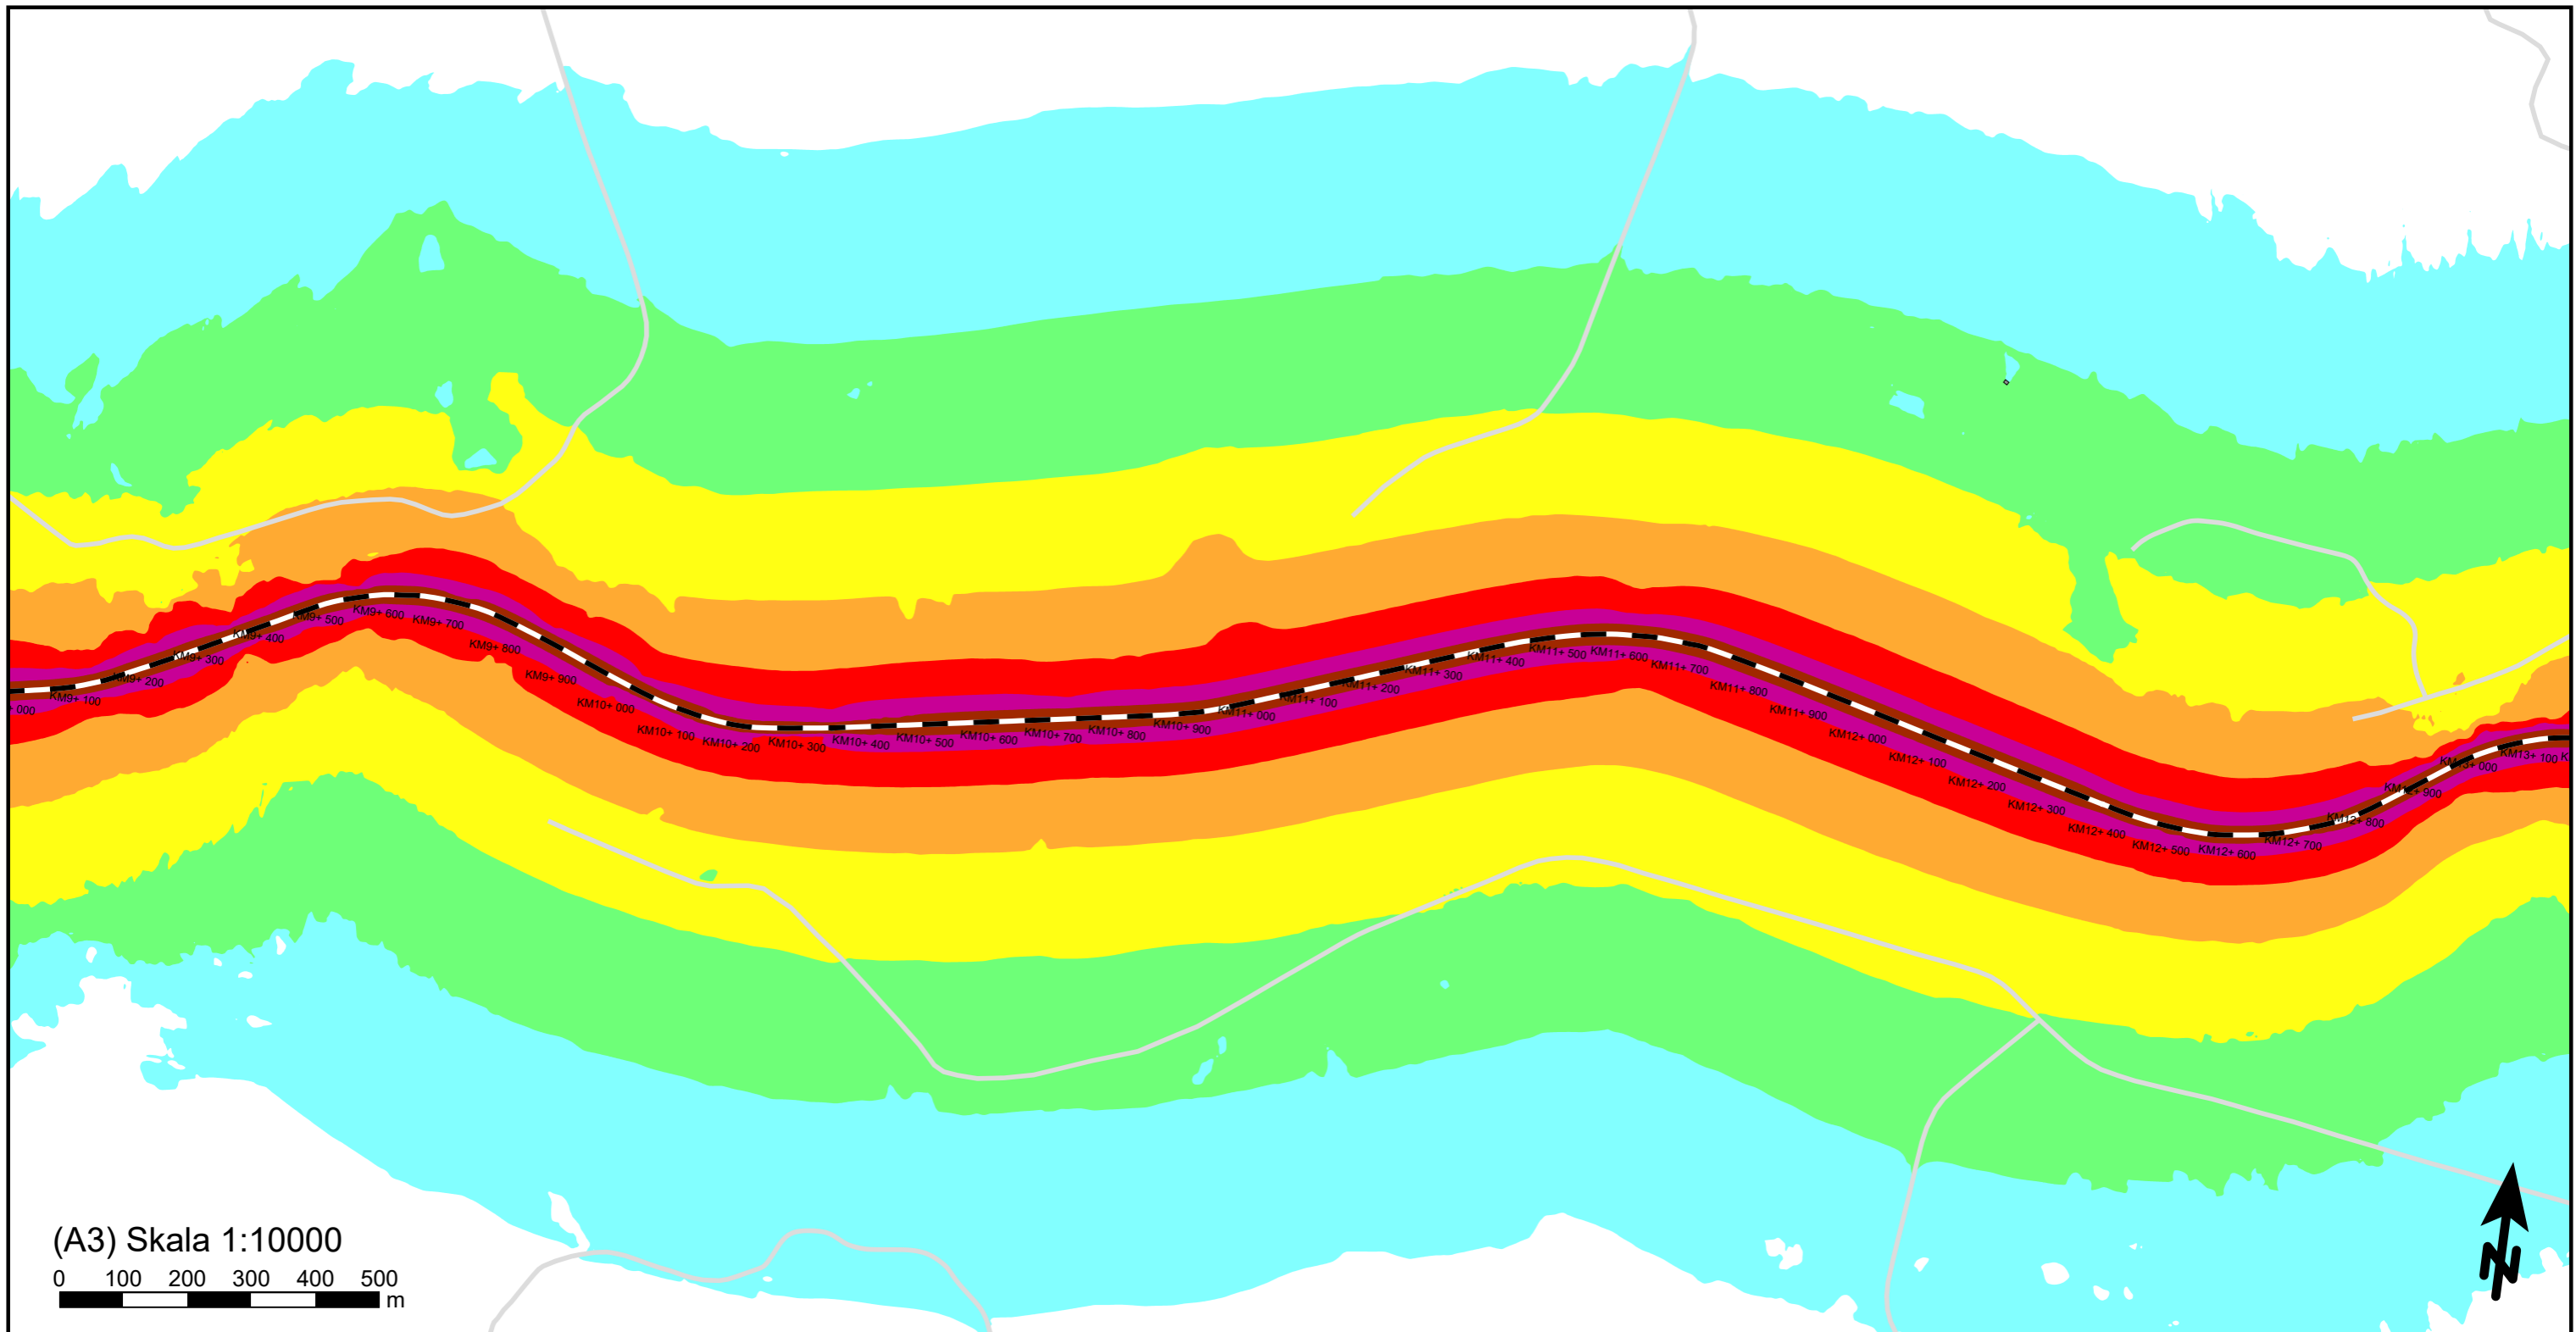 + 000
KM9+ 100
KM9+ 200
KM9+ 300
KM9+ 400
KM9+ 500
KM9+ 600
KM9+ 700
KM9+ 800
KM9+ 900
KM10+ 000
KM10+ 100
KM10+ 200
KM10+ 300
KM10+ 400
KM10+ 500
KM10+ 600
KM10+ 700
KM10+ 800
KM10+ 900
KM11+ 000
KM11+ 100
KM11+ 200
KM11+ 300
KM11+ 400
KM11+ 500
KM11+ 600
KM11+ 700
KM11+ 800
KM11+ 900
KM12+ 000
KM12+ 100
KM12+ 200
KM12+ 300
KM12+ 400
KM12+ 500
KM12+ 600
KM12+ 700
KM12+ 800
KM12+ 900
KM13+ 000
KM13+ 100
K
(A3) Skala 1:10000
0 100 200 300 400 500
m
N